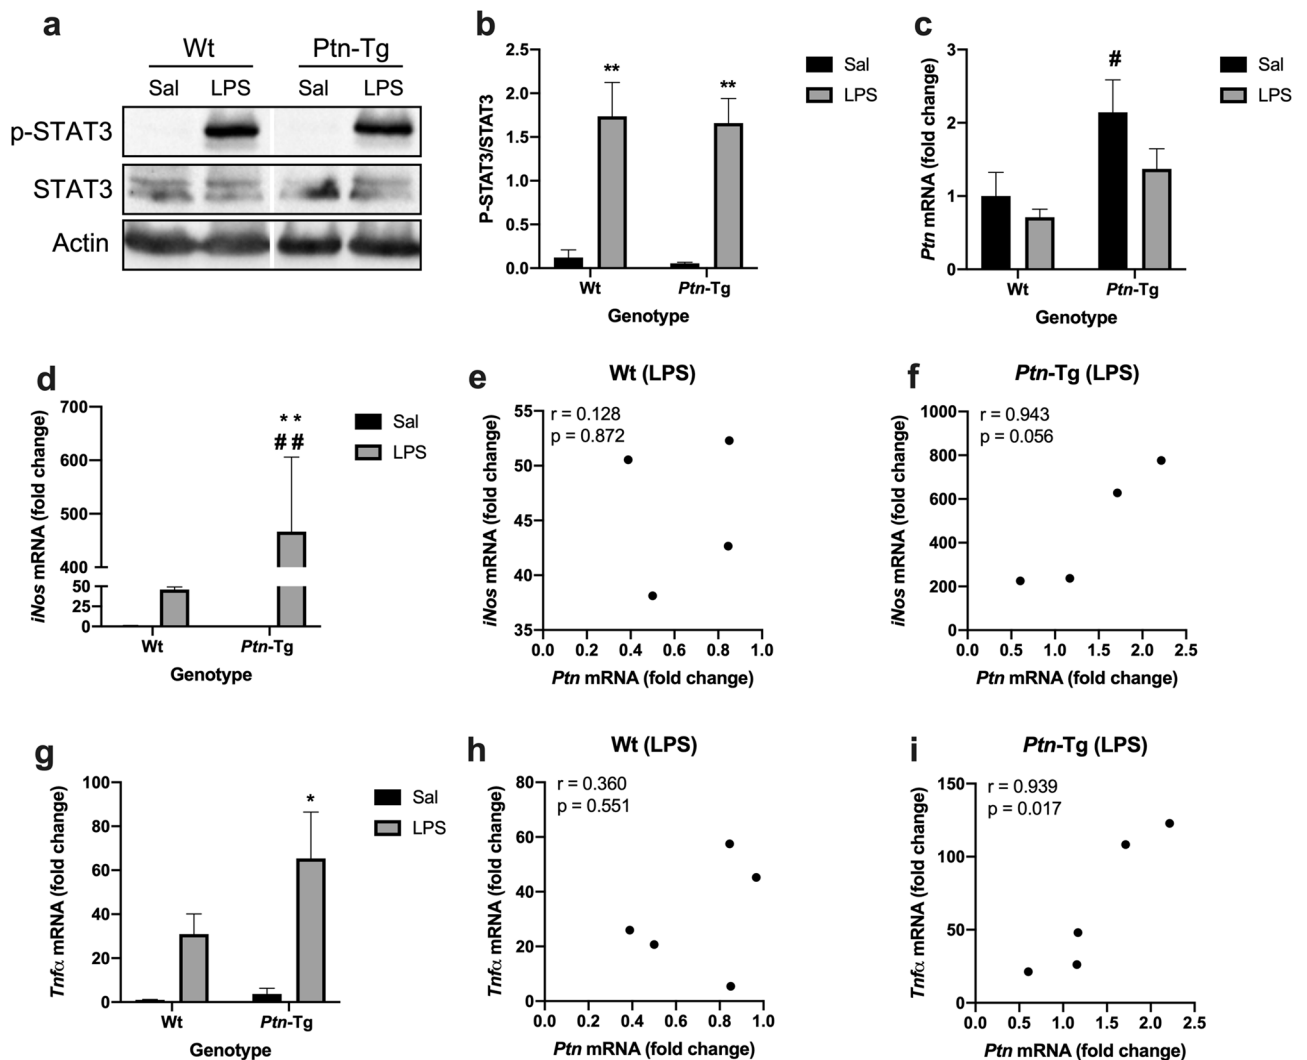 a
Wt Ptn-Tg
Sal LPS Sal LPS
p-STAT3
STAT3
Actin
b
P-STAT3/STAT3
2.5
2.0
1.5
1.0
0.5
0.0
** **
Wt Ptn-Tg
Genotype
Sal
LPS
c
Ptn mRNA (fold change)
3
2
1
0
#
Wt Ptn-Tg
Genotype
Sal
LPS
d
iNos mRNA (fold change)
700
600
500
400
50
25
0
**
##
Wt Ptn-Tg
Genotype
Sal
LPS
e
Wt (LPS)
r = 0.128
p = 0.872
iNos mRNA (fold change)
55
50
45
40
35
0.0 0.2 0.4 0.6 0.8 1.0
Ptn mRNA (fold change)
f
Ptn-Tg (LPS)
r = 0.943
p = 0.056
iNos mRNA (fold change)
1000
800
600
400
200
0
0.0 0.5 1.0 1.5 2.0 2.5
Ptn mRNA (fold change)
g
Tnfα mRNA (fold change)
100
80
60
40
20
0
*
Wt Ptn-Tg
Genotype
Sal
LPS
h
Wt (LPS)
r = 0.360
p = 0.551
Tnfα mRNA (fold change)
80
60
40
20
0
0.0 0.2 0.4 0.6 0.8 1.0
Ptn mRNA (fold change)
i
Ptn-Tg (LPS)
r = 0.939
p = 0.017
Tnfα mRNA (fold change)
150
100
50
0
0.0 0.5 1.0 1.5 2.0 2.5
Ptn mRNA (fold change)